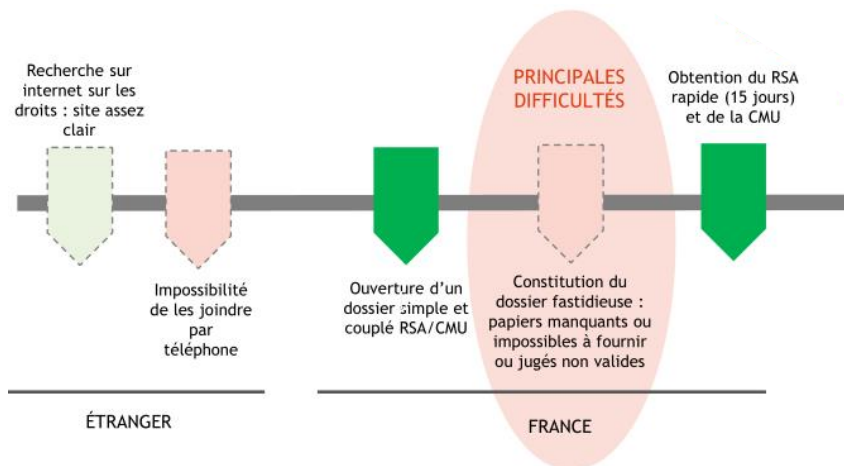 Recherche sur
internet sur les
droits : site assez
clair
Impossibilité
de les joindre
par
téléphone
Ouverture d'un
dossier simple et
couplé RSA/CMU
PRINCIPALES
DIFFICULTÉS
Constitution du
dossier fastidieuse :
papiers manquants ou
impossibles à fournir
ou jugés non valides
Obtention du RSA
rapide (15 jours)
et de la CMU
ÉTRANGER
FRANCE